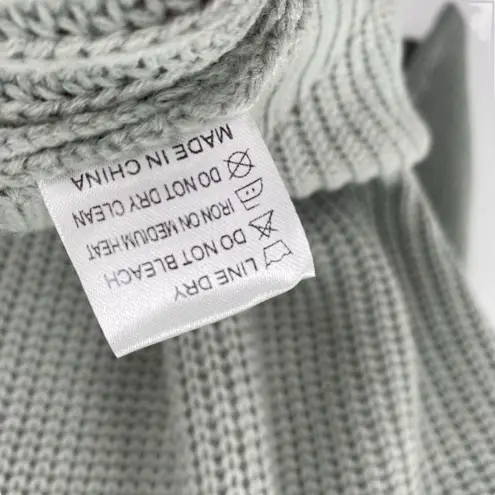 LINE DRY
DO NOT BLEACH
IRON ON MEDIUM HEAT
DO NOT DRY CLEAN
MADE IN CHINA